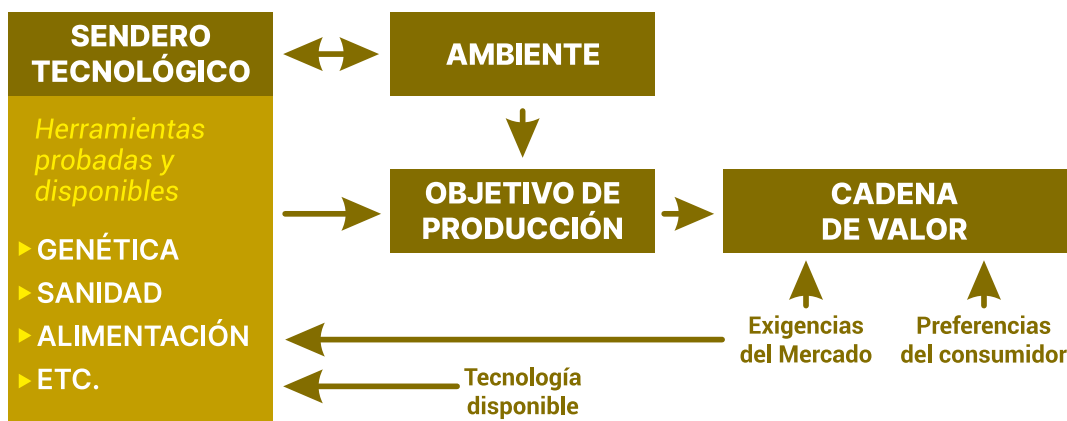 SENDERO
TECNOLÓGICO
Herramientas
probadas y
disponibles
GENÉTICA
SANIDAD
ALIMENTACIÓN
ETC.
AMBIENTE
OBJETIVO DE
PRODUCCIÓN
CADENA
DE VALOR
Exigencias
del Mercado
Preferencias
del consumidor
Tecnología
disponible